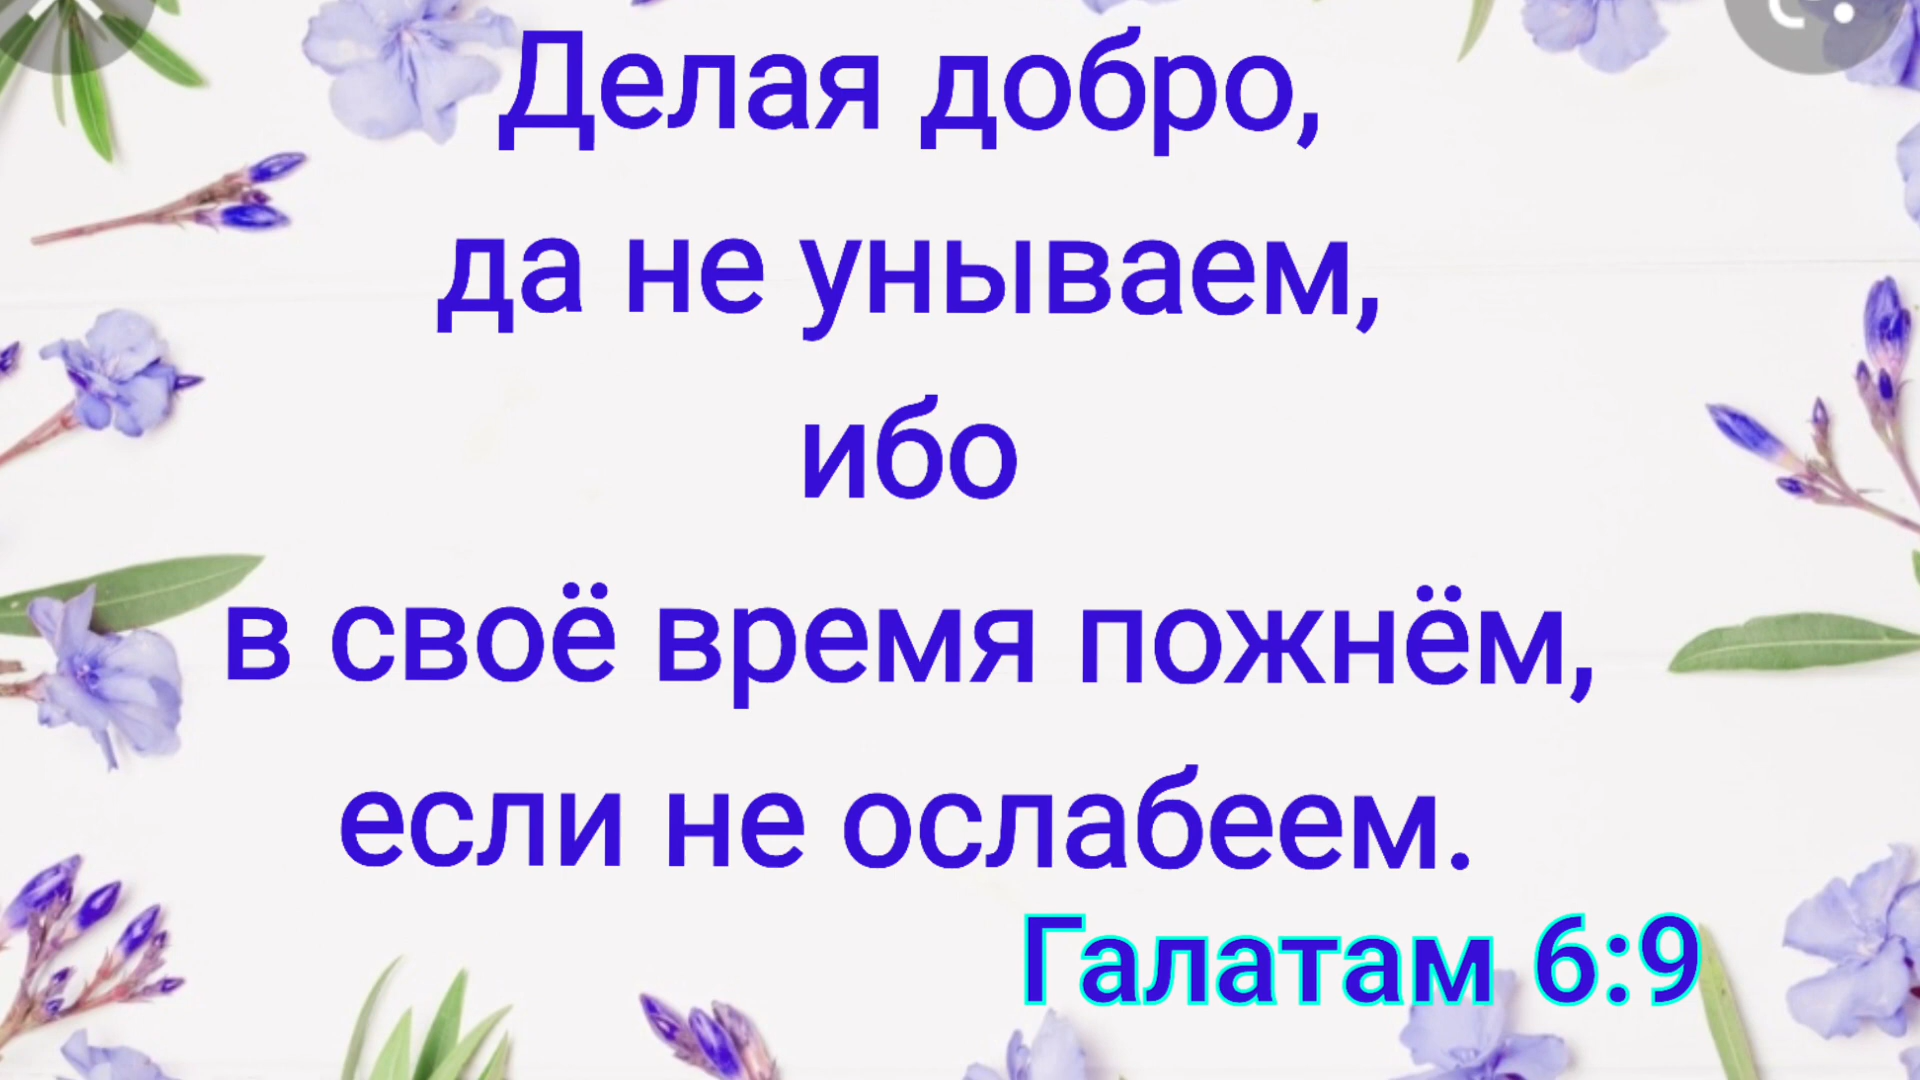 Делая добро,
да не унываем,
ибо
в своё время пожнём,
если не ослабеем.
Галатам 6:9